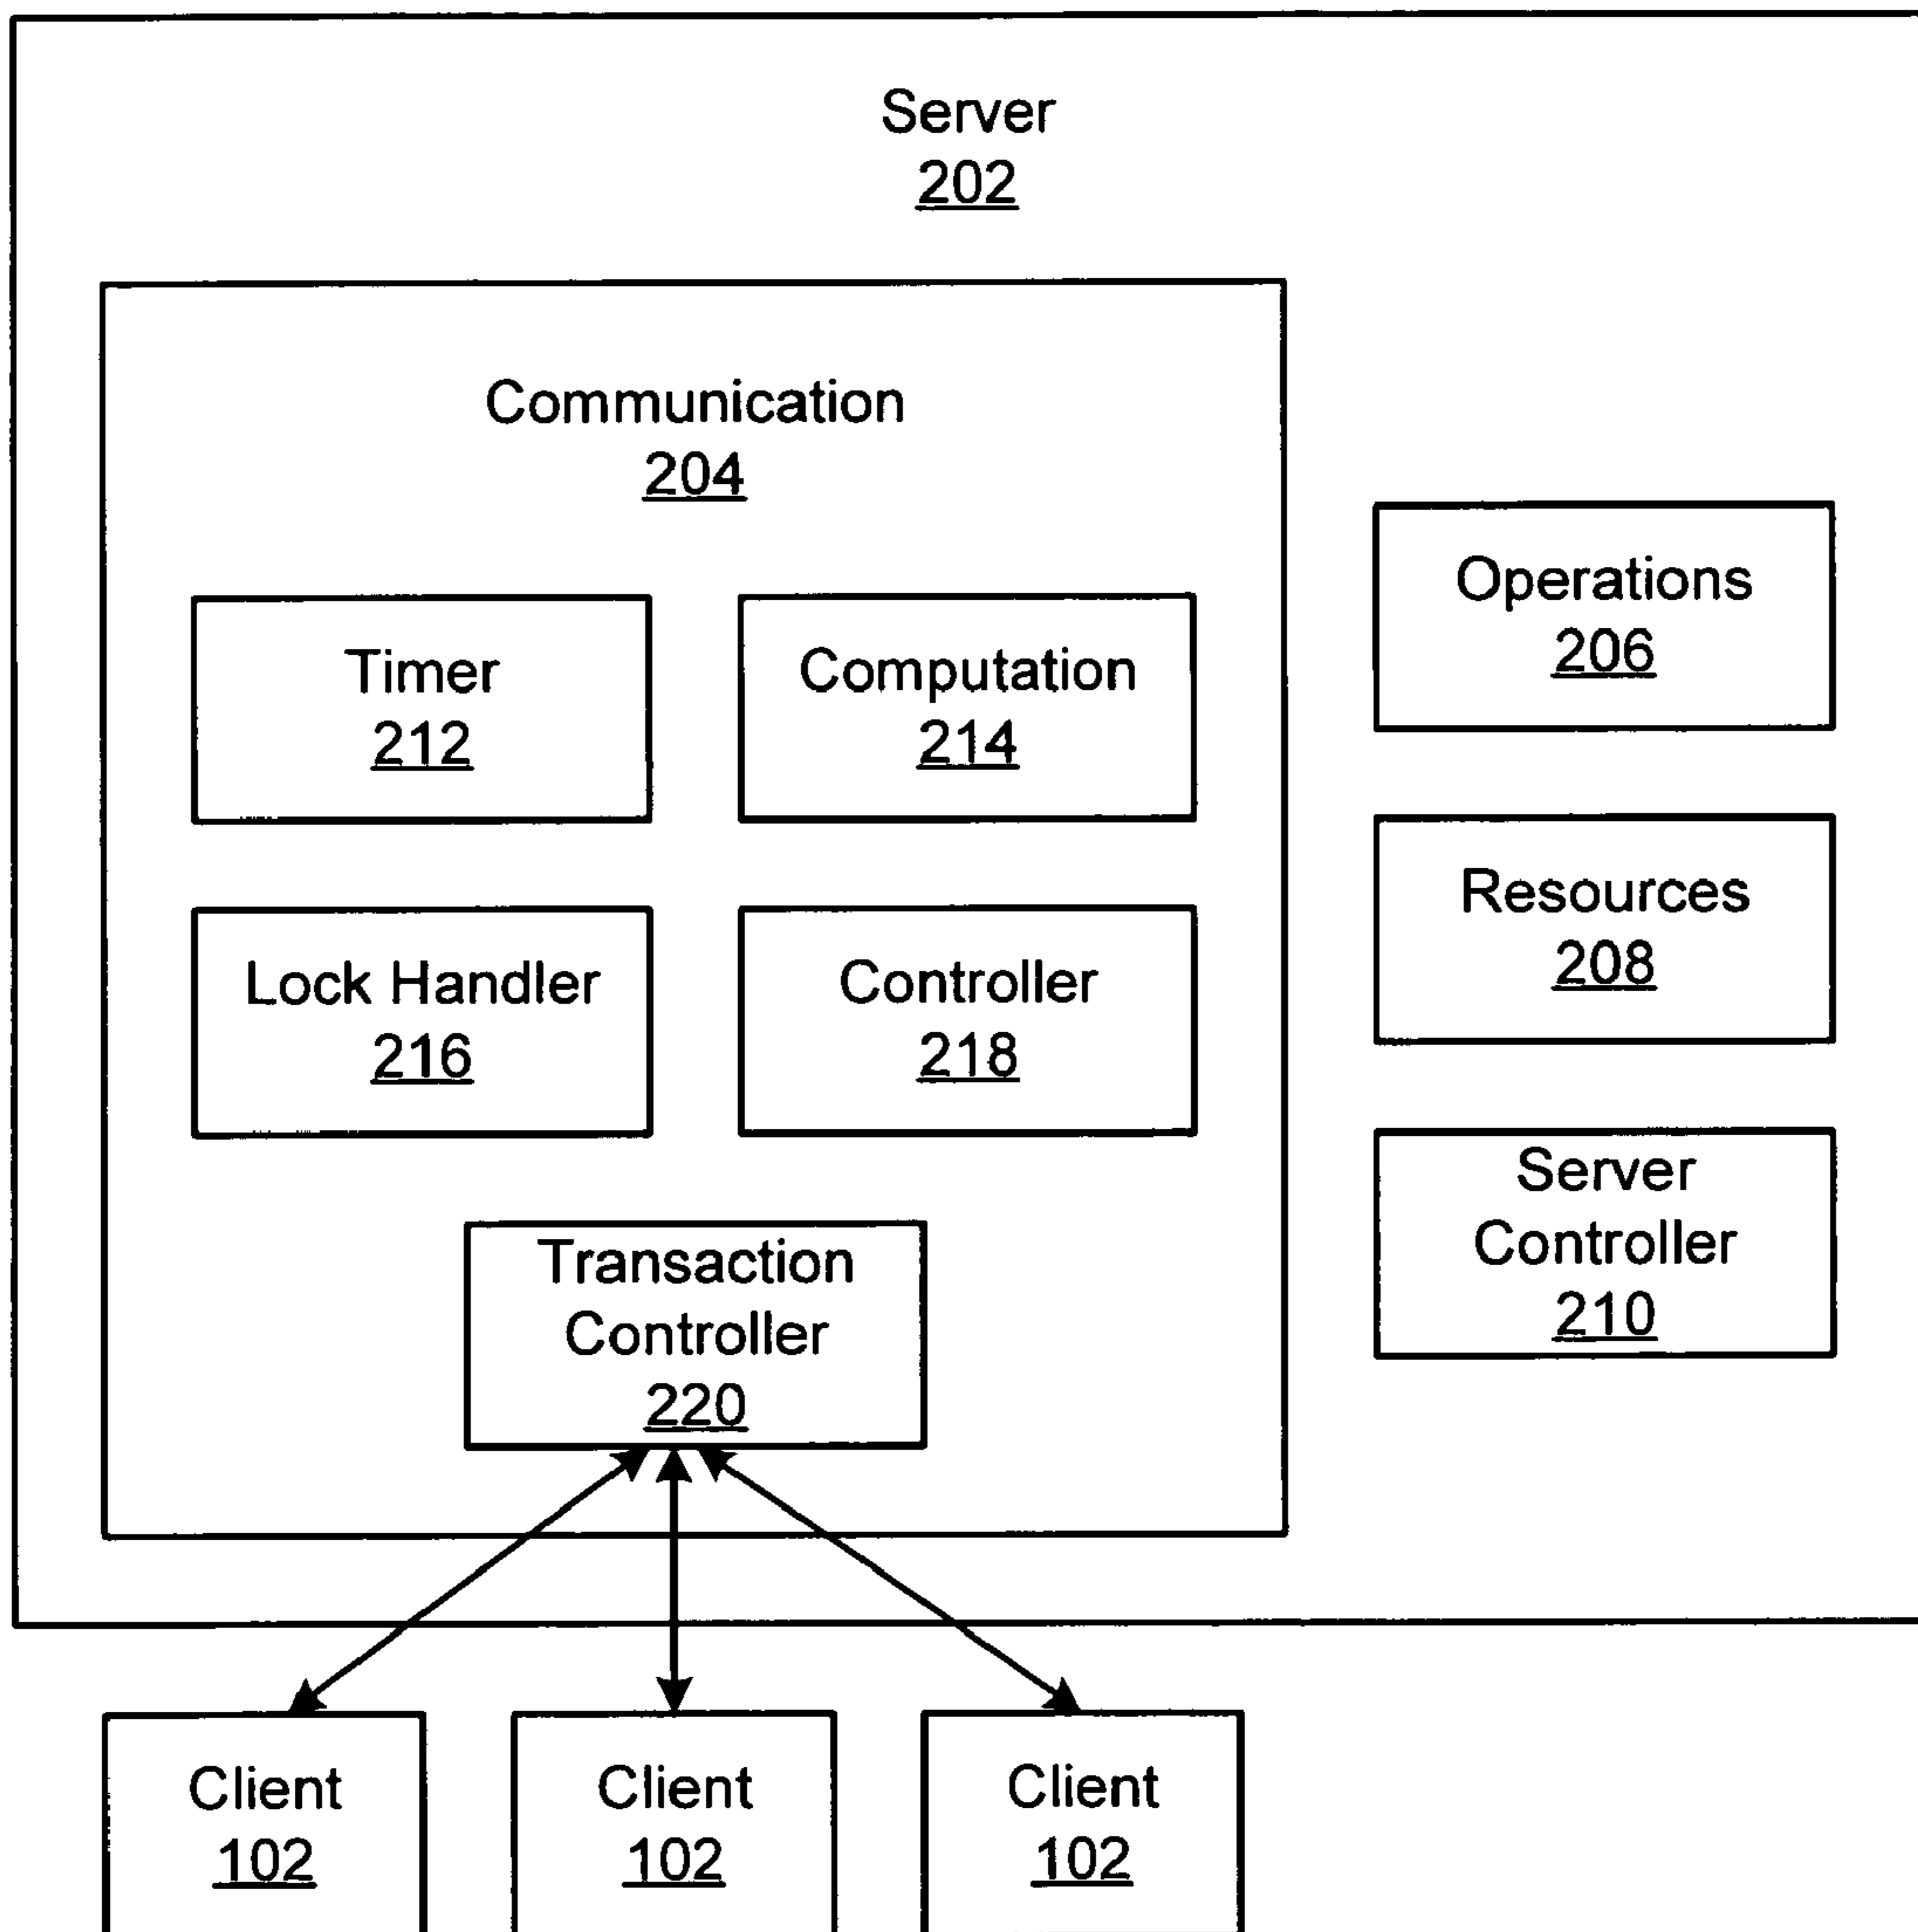 Server
202
Communication
204
Timer
212
Computation
214
Lock Handler
216
Controller
218
Transaction
Controller
220
Operations
206
Resources
208
Server
Controller
210
Client
102
Client
102
Client
102